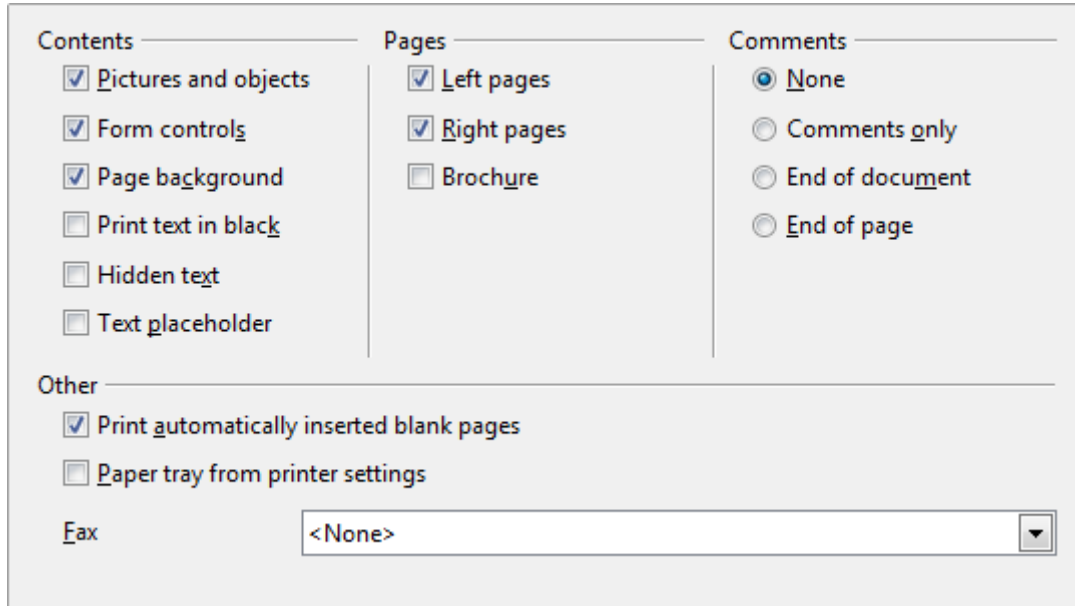 Contents
Pictures and objects
Form controls
Page background
Print text in black
Hidden text
Text placeholder
Pages
Left pages
Right pages
Brochure
Comments
None
Comments only
End of document
End of page
Other
Print automatically inserted blank pages
Paper tray from printer settings
Fax
<None>